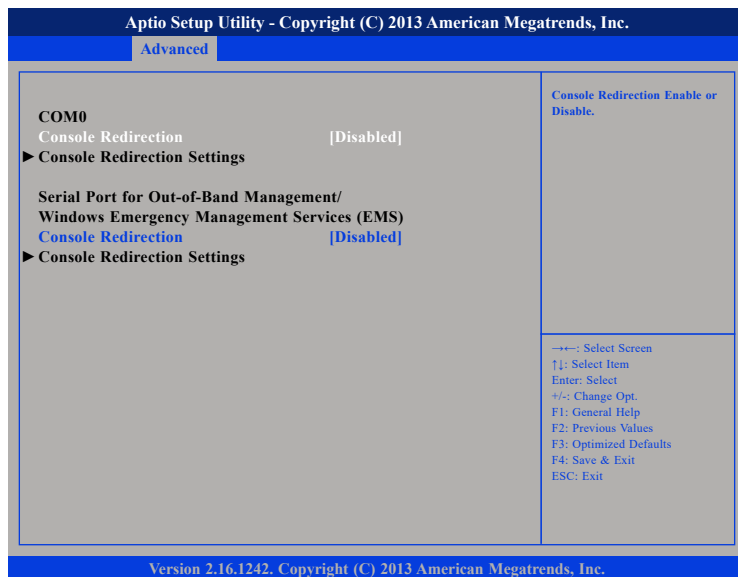 Aptio Setup Utility - Copyright (C) 2013 American Megatrends, Inc.
Advanced
COM0
Console Redirection [Disabled]
►Console Redirection Settings
Serial Port for Out-of-Band Management/
Windows Emergency Management Services (EMS)
Console Redirection [Disabled]
►Console Redirection Settings
Console Redirection Enable or
Disable.
→←: Select Screen
↑↓: Select Item
Enter: Select
+/-: Change Opt.
F1: General Help
F2: Previous Values
F3: Optimized Defaults
F4: Save & Exit
ESC: Exit
Version 2.16.1242. Copyright (C) 2013 American Megatrends, Inc.